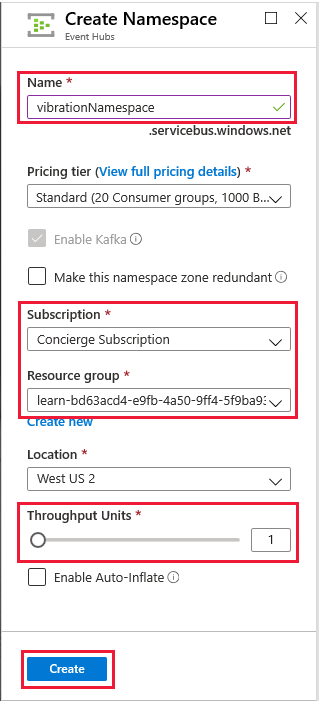 Create Namespace
Event Hubs
Name *
vibrationNamespace
.servicebus.windows.net
Pricing tier (View full pricing details) *
Standard (20 Consumer groups, 1000 B...
Enable Kafka
Make this namespace zone redundant
Subscription *
Concierge Subscription
Resource group *
learn-bd63acd4-e9fb-4a50-9ff4-5f9ba93
Create new
Location *
West US 2
Throughput Units *
1
Enable Auto-Inflate
Create